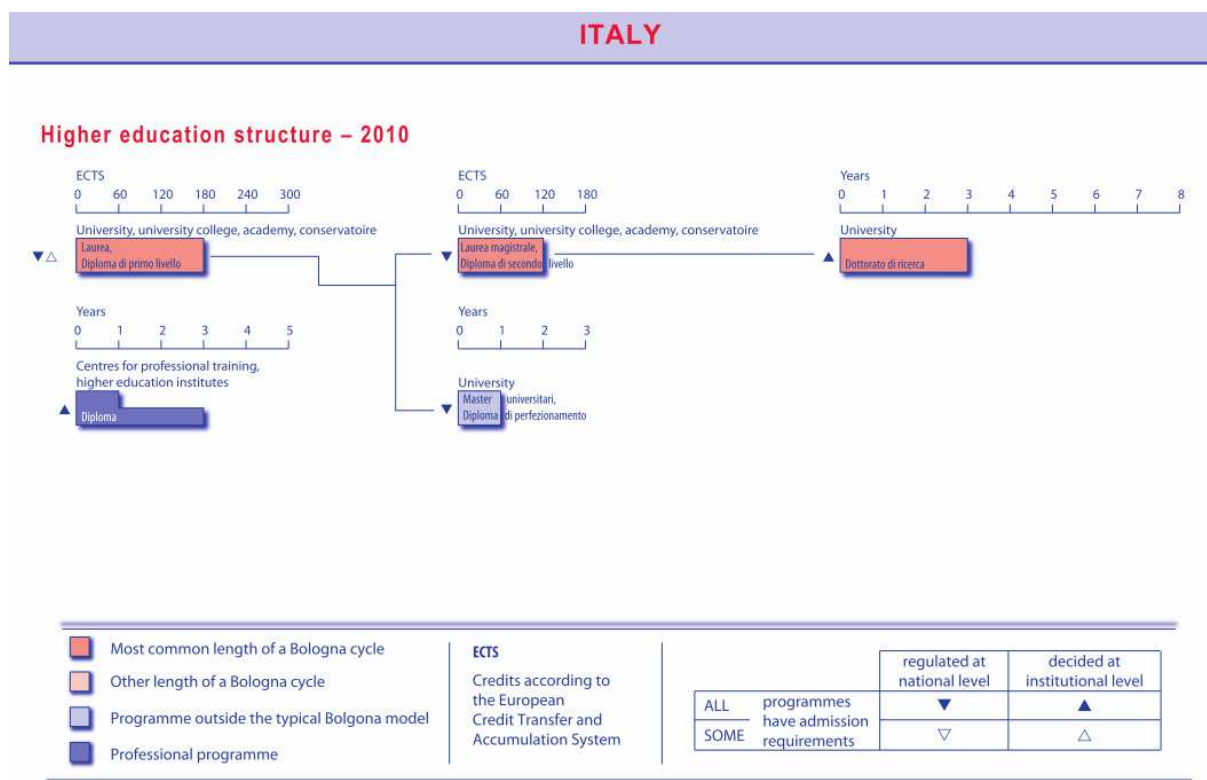 ITALY
Higher education structure – 2010
ECTS
0 60 120 180 240 300
University, university college, academy, conservatoire
▼△
Laurea,
Diploma di primo livello
ECTS
0 60 120 180
University, university college, academy, conservatoire
▼
Laurea magistrale,
Diploma di secondo livello
Years
0 1 2 3 4 5 6 7 8
University
▲
Dottorato di ricerca
Years
0 1 2 3 4 5
Centres for professional training,
higher education institutes
▲
Diploma
Years
0 1 2 3
University
▼
Master universitari,
Diploma di perfezionamento
Most common length of a Bologna cycle
Other length of a Bologna cycle
Programme outside the typical Bolgona model
Professional programme
ECTS
Credits according to
the European
Credit Transfer and
Accumulation System
regulated at
national level
decided at
institutional level
ALL
SOME
programmes
have admission
requirements
▼ ▲
▽ △